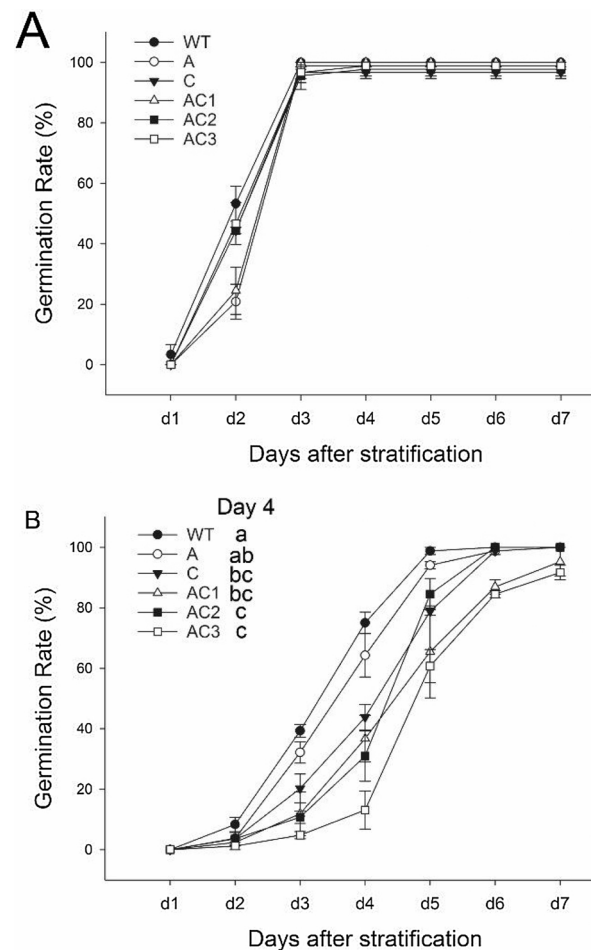 A
WT
A
C
AC1
AC2
AC3
Germination Rate (%)
100
80
60
40
20
0
d1 d2 d3 d4 d5 d6 d7
Days after stratification
B
Day 4
WT a
A ab
C bc
AC1 bc
AC2 c
AC3 c
Germination Rate (%)
100
80
60
40
20
0
d1 d2 d3 d4 d5 d6 d7
Days after stratification